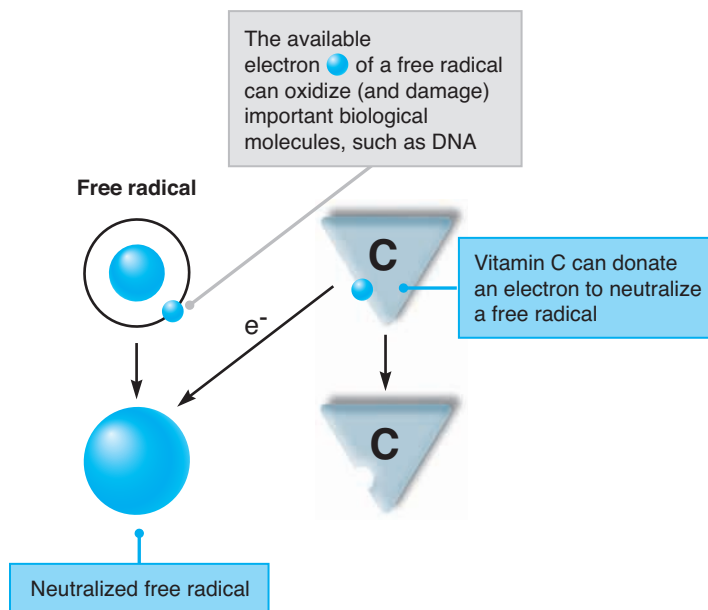 The available
electron of a free radical
can oxidize (and damage)
important biological
molecules, such as DNA
Free radical
C
Vitamin C can donate
an electron to neutralize
a free radical
e-
C
Neutralized free radical